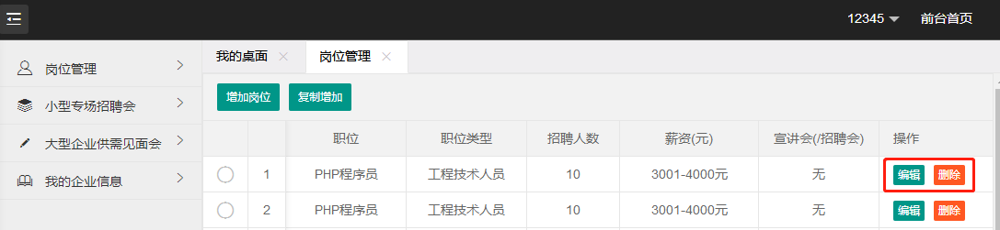 12345 前台首页
我的桌面 岗位管理
岗位管理
小型专场招聘会
大型企业供需见面会
我的企业信息
增加岗位 复制增加
职位 职位类型 招聘人数 薪资(元) 宣讲会(/招聘会) 操作
1 PHP程序员 工程技术人员 10 3001-4000元 无 编辑 删除
2 PHP程序员 工程技术人员 10 3001-4000元 无 编辑 删除